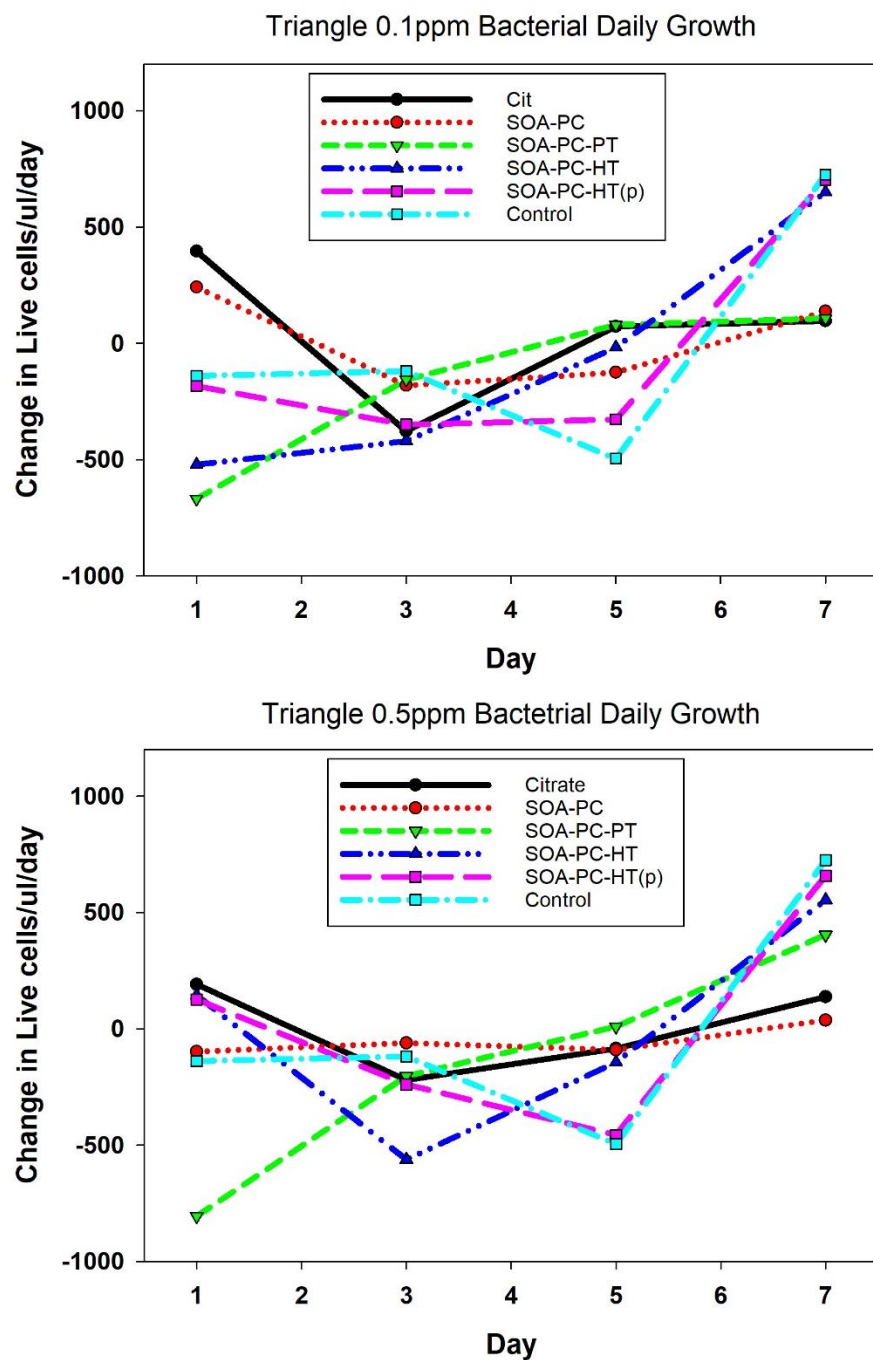 Triangle 0.1ppm Bacterial Daily Growth
Change in Live cells/ul/day
1000
500
0
-500
-1000
Cit
SOA-PC
SOA-PC-PT
SOA-PC-HT
SOA-PC-HT(p)
Control
1 2 3 4 5 6 7
Day
Triangle 0.5ppm Bactetrial Daily Growth
Change in Live cells/ul/day
1000
500
0
-500
-1000
Citrate
SOA-PC
SOA-PC-PT
SOA-PC-HT
SOA-PC-HT(p)
Control
1 2 3 4 5 6 7
Day